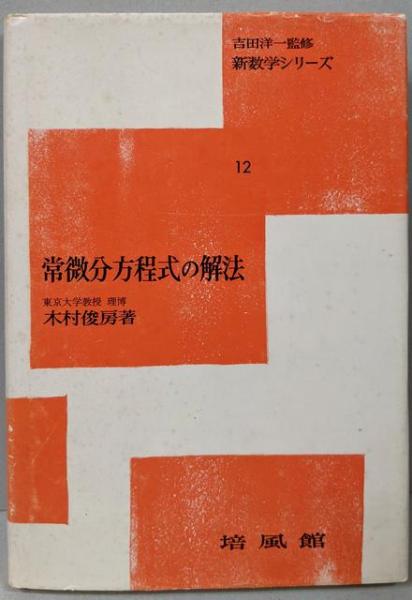 吉田洋一監修
新数学シリーズ
12
常微分方程式の解法
東京大学教授 理博
木村俊房著
培風館